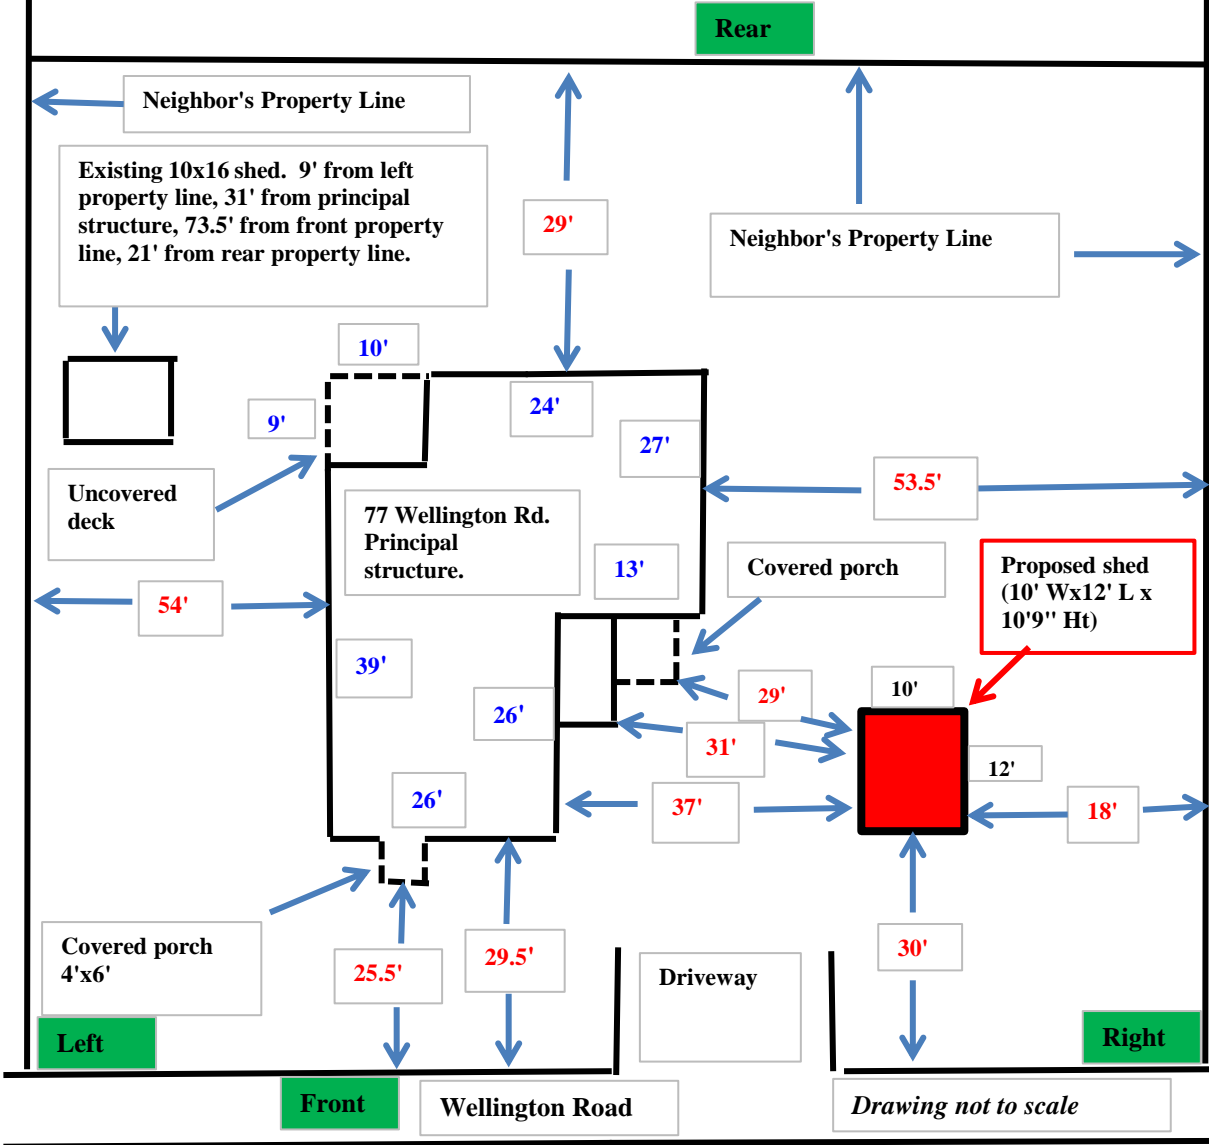 Rear
Neighbor's Property Line
Existing 10x16 shed.  9' from left
property line, 31' from principal
structure, 73.5' from front property
line, 21' from rear property line.
29'
Neighbor's Property Line
10'
24'
9'
27'
Uncovered
deck
53.5'
77 Wellington Rd.
Principal
structure.
13'
Covered porch
Proposed shed
(10' Wx12' L x
10'9" Ht)
54'
39'
29'
10'
26'
31'
12'
26'
37'
18'
Covered porch
4'x6'
25.5'
29.5'
30'
Driveway
Left
Right
Front
Wellington Road
Drawing not to scale